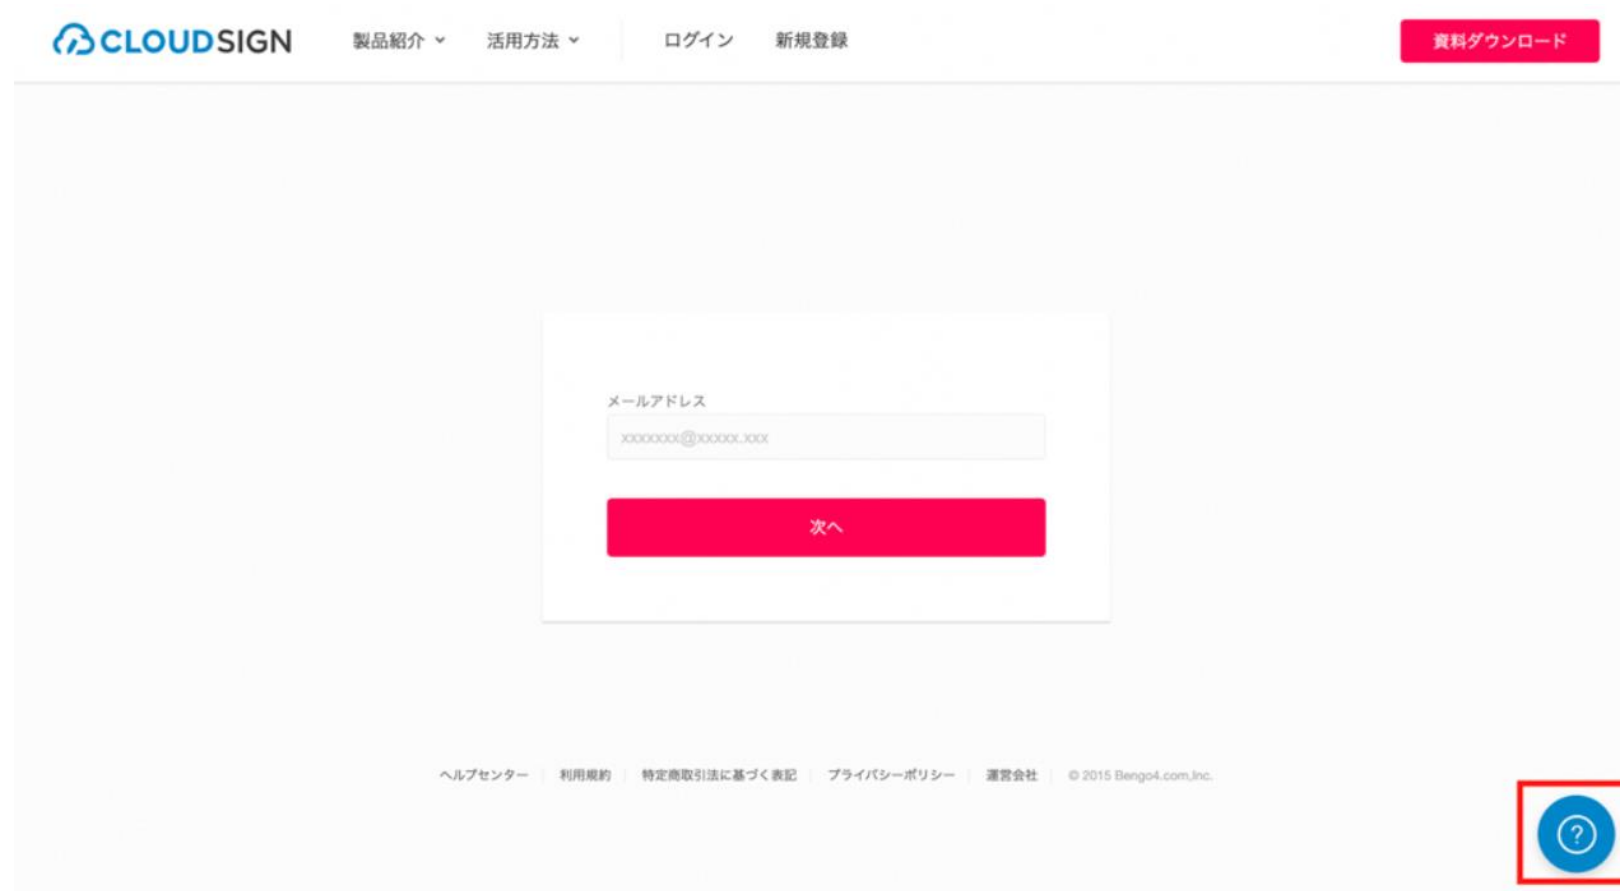 CLOUDSIGN 製品紹介 活用方法 ログイン 新規登録 資料ダウンロード
メールアドレス
xxxxxxx@xxxxx.xxx
次へ
ヘルプセンター 利用規約 特定商取引法に基づく表記 プライバシーポリシー 運営会社 © 2015 Bengo4.com,Inc.
?